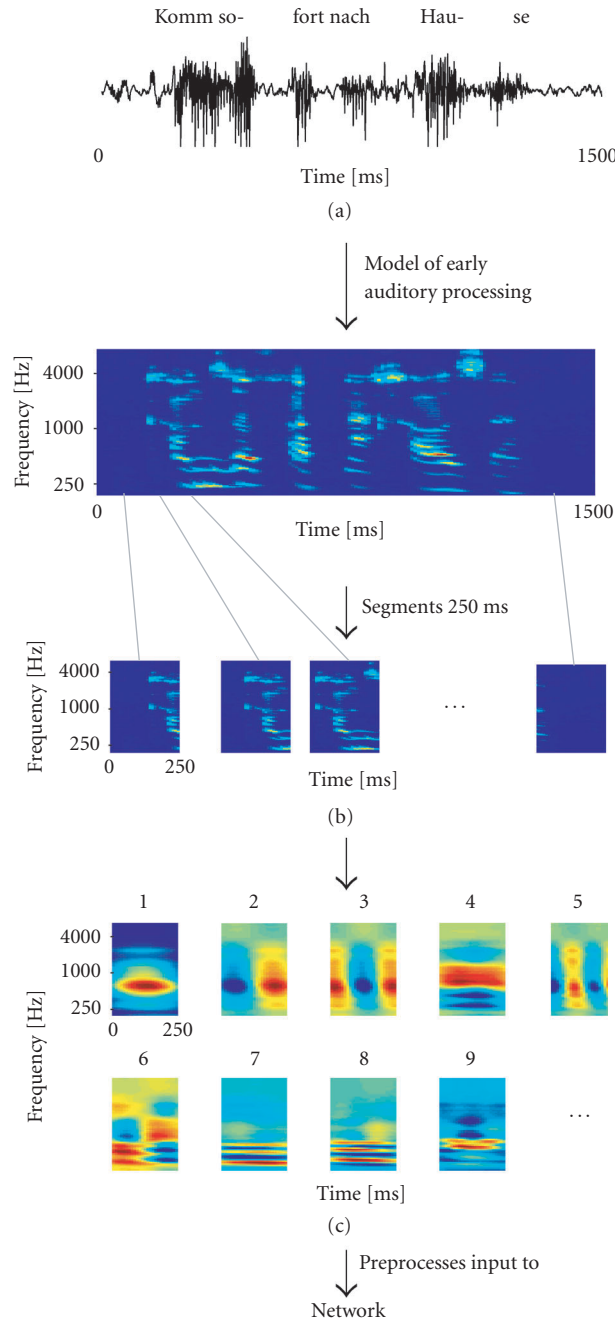 Komm so- fort nach Hau- se
0 1500
Time [ms]
(a)
Model of early
auditory processing
Frequency [Hz]
4000
1000
250
0 1500
Time [ms]
Segments 250 ms
Frequency [Hz]
4000
1000
250
...
0 250
Time [ms]
(b)
1 2 3 4 5
Frequency [Hz]
4000
1000
250
0 250
6 7 8 9
...
Time [ms]
(c)
Preprocesses input to
Network